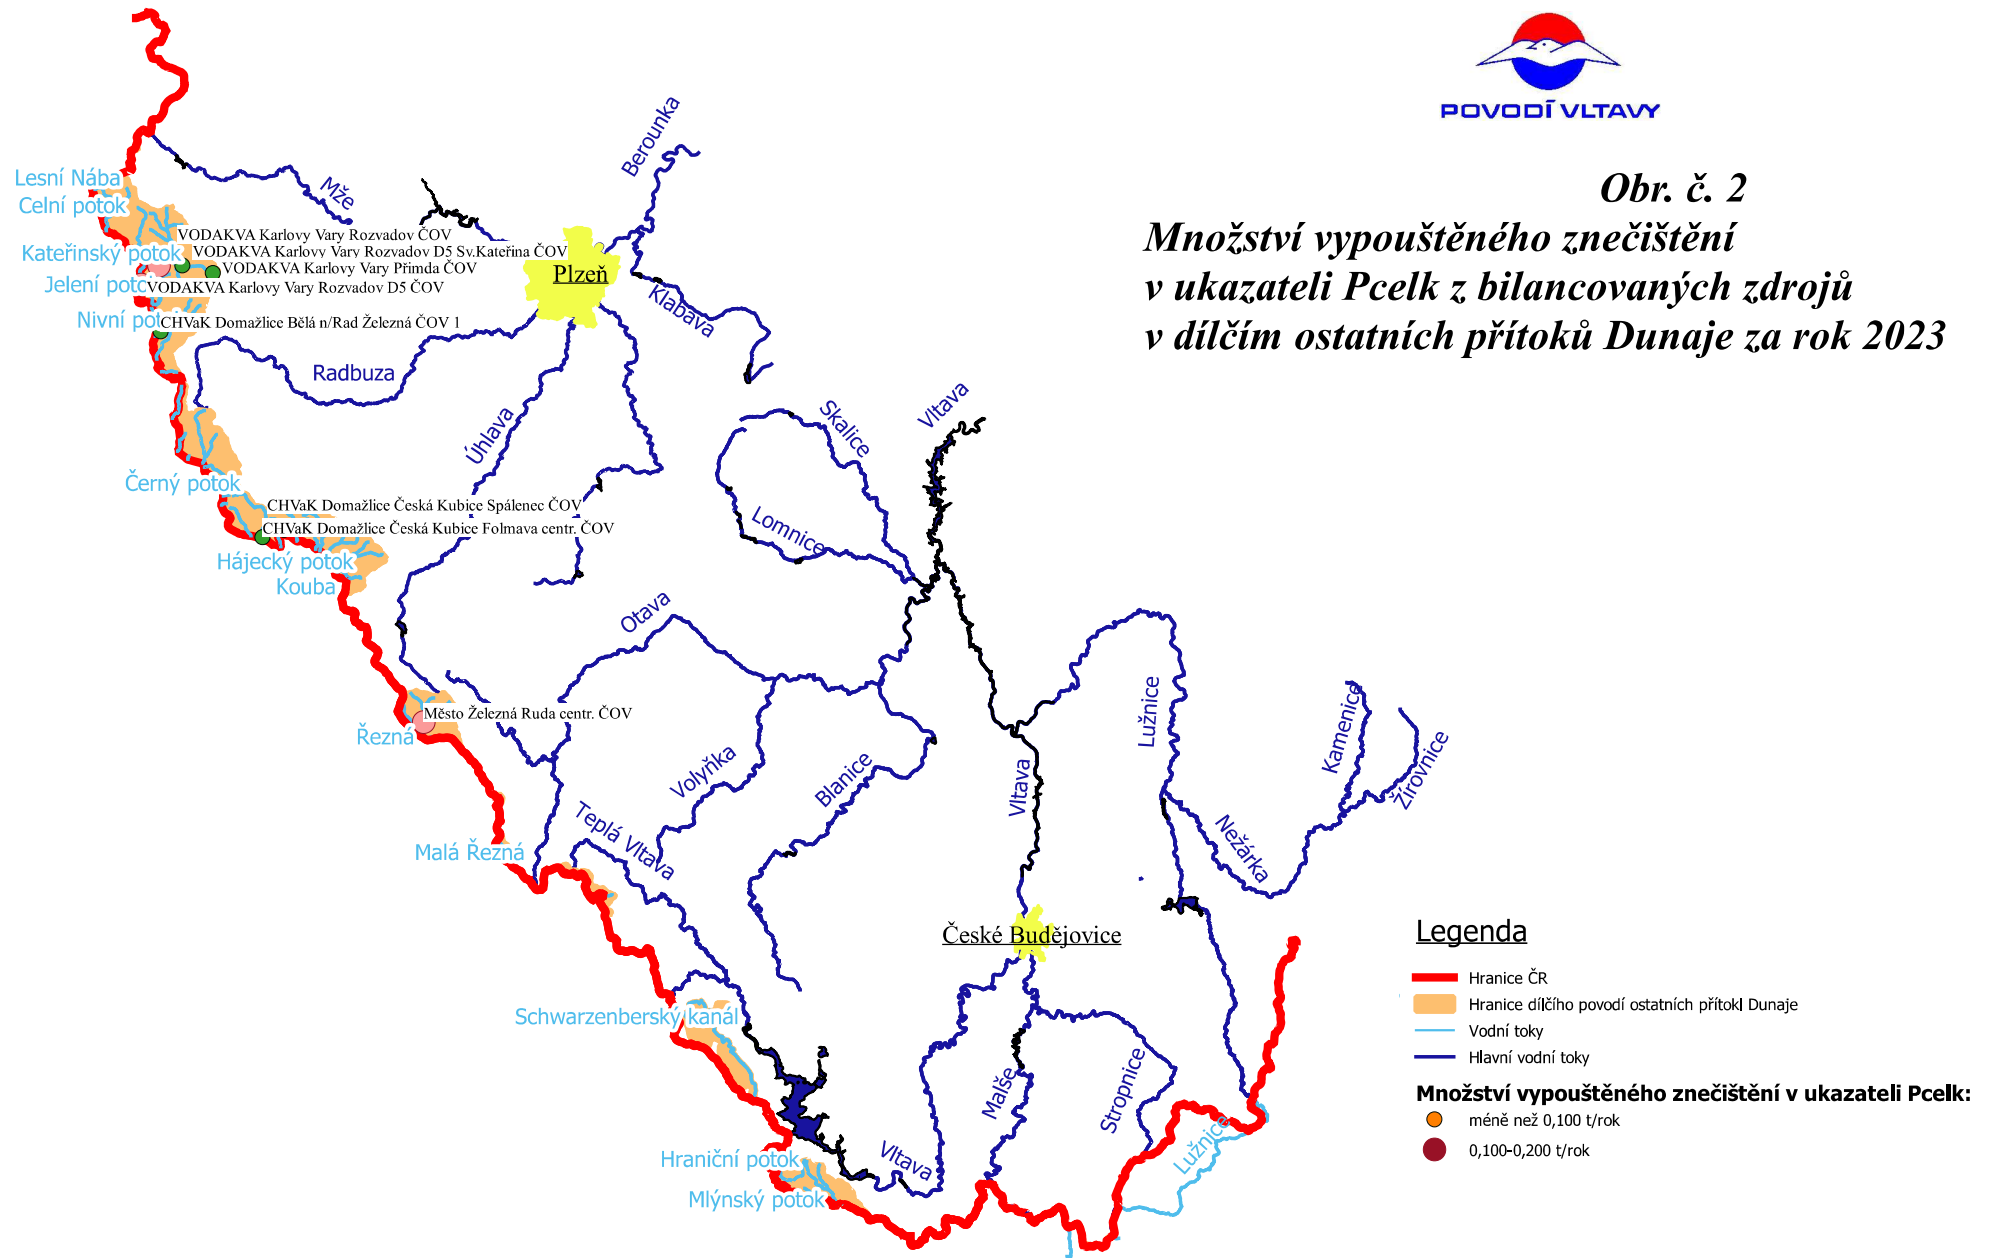 POVODÍ VLTAVY
Obr. č. 2
Množství vypouštěného znečištění
v ukazateli Pcelk z bilancovaných zdrojů
v dílčím ostatních přítoků Dunaje za rok 2023
Berounka
Mže
Lesní Nába
Celní potok
VODAKVA Karlovy Vary Rozvadov ČOV
Kateřinský potok
VODAKVA Karlovy Vary Rozvadov D5 Sv.Kateřina ČOV
VODAKVA Karlovy Vary Přimda ČOV
Plzeň
Jelení poto
VODAKVA Karlovy Vary Rozvadov D5 ČOV
Klabava
Nivní pot
CHVaK Domažlice Bělá n/Rad Železná ČOV 1
Radbuza
Úhlava
Skalice
Vltava
Černý potok
CHVaK Domažlice Česká Kubice Spálenec ČOV
CHVaK Domažlice Česká Kubice Folmava centr. ČOV
Lomnice
Hájecký potok
Kouba
Otava
Město Železná Ruda centr. ČOV
Řezná
Lužnice
Kamenice
Žirovnice
Volyňka
Blanice
Vltava
Teplá Vltava
Malá Řezná
Nežárka
České Budějovice
Schwarzenberský kanál
Malše
Stropnice
Lužnice
Vltava
Hraniční potok
Mlýnský potok
Legenda
Hranice ČR
Hranice dílčího povodí ostatních přítokl Dunaje
Vodní toky
Hlavní vodní toky
Množství vypouštěného znečištění v ukazateli Pcelk:
méně než 0,100 t/rok
0,100-0,200 t/rok